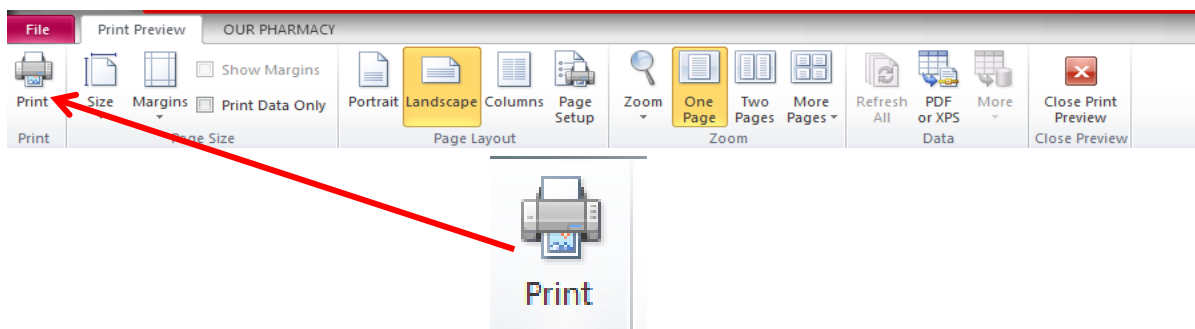 File Print Preview OUR PHARMACY
Show Margins
Print Size Margins Print Data Only Portrait Landscape Columns Page Setup Zoom One Page Two Pages More Pages Refresh All PDF or XPS More Close Print Preview
Print Page Size Page Layout Zoom Data Close Preview
Print